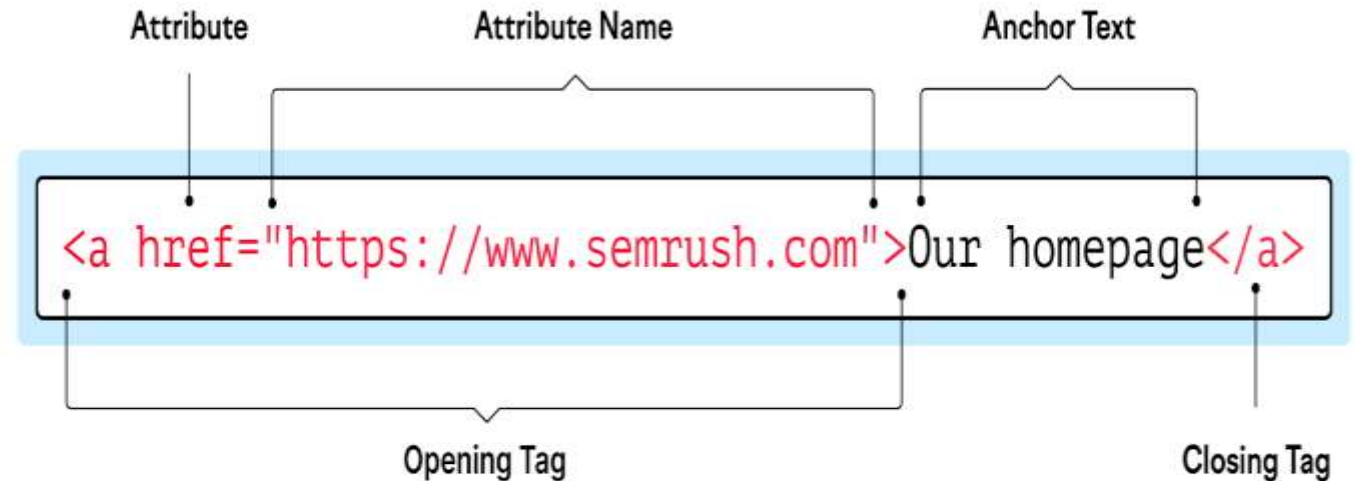 Attribute Attribute Name Anchor Text
<a href="https://www.semrush.com">Our homepage</a>
Opening Tag Closing Tag